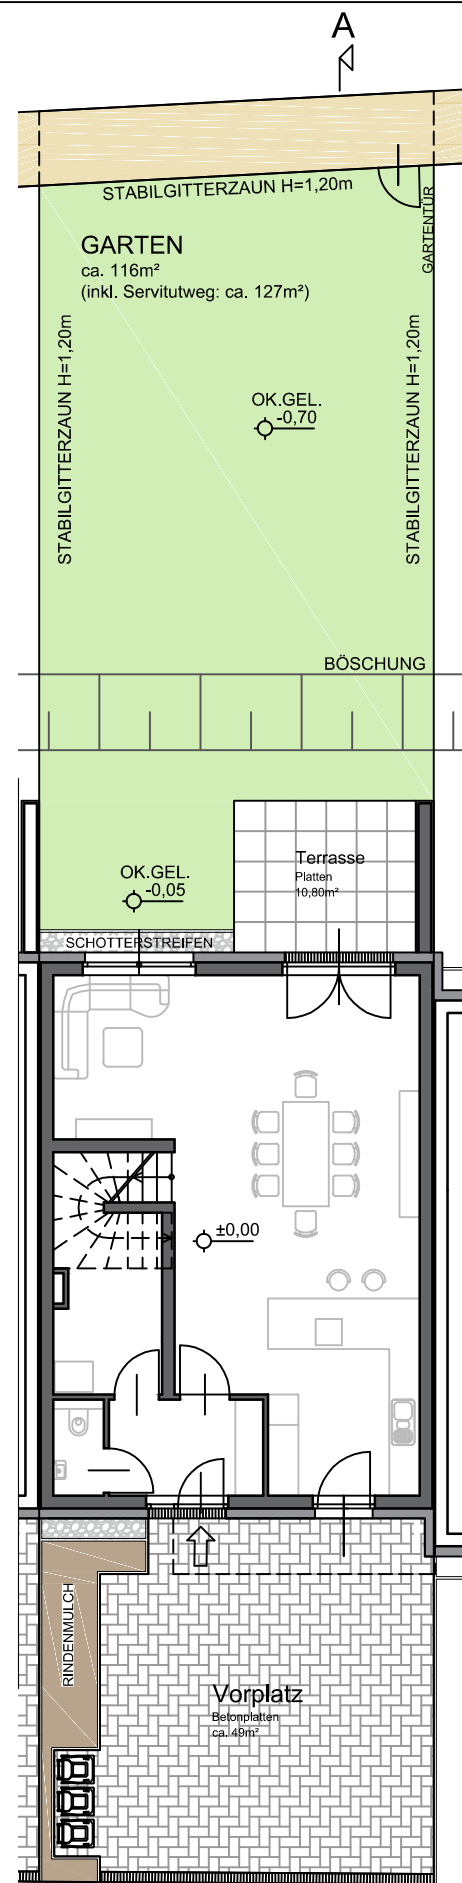 A
STABILGITTERZAUN H=1,20m
GARTENTÜR
GARTEN
ca. 116m²
(inkl. Servitutweg: ca. 127m²)
STABILGITTERZAUN H=1,20m
STABILGITTERZAUN H=1,20m
OK.GEL.
-0,70
BÖSCHUNG
Terrasse
Platten
10,80m²
OK.GEL.
-0,05
SCHOTTERSTREIFEN
±0,00
RINDENMULCH
Vorplatz
Betonplatten
ca. 49m²